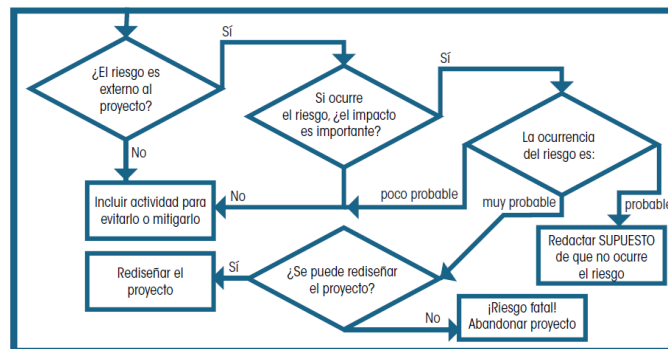 Sí
Sí
¿El riesgo es
externo al
proyecto?
Si ocurre
el riesgo, ¿el impacto
es importante?
La ocurrencia
del riesgo es:
No
Incluir actividad para
evitarlo o mitigarlo
No
poco probable
muy probable
probable
Redactar SUPUESTO
de que no ocurre
el riesgo
Rediseñar el
proyecto
Sí
¿Se puede rediseñar
el proyecto?
No
¡Riesgo fatal!
Abandonar proyecto